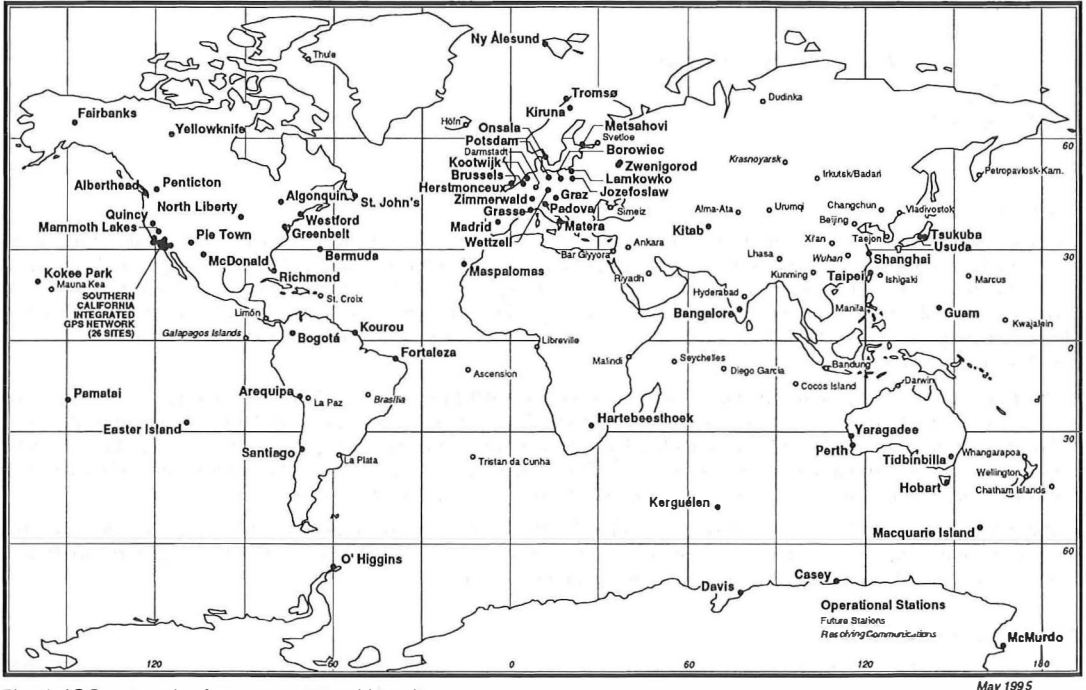 Ny Ålesund
Thule
Tromsø
Dudinka
Kiruna
Fairbanks
Höfn
Onsala
Metsahovi
Yellowknife
Potsdam
Svetloe
60
Darmstadt
Borowiec
Krasnoyarsk
Kootwijk
Zwenigorod
Petropavlosk-Kam.
Brussels
Lamkowko
Irkutsk/Badari
Alberthead
Penticton
Herstmonceux
Jozefoslaw
Algonquin
St. John's
Zimmerwald
Graz
North Liberty
Grasse
Padova
Simeiz
Alma-Ata
Urumqi
Changchun
Vladivostok
Quincy
Westford
Beijing
Mammoth Lakes
Pie Town
Greenbelt
Madrid
Matera
Kitab
Xi'an
Taejon
Tsukuba
Wettzell
Ankara
Usuda
McDonald
Bermuda
Bar Giyyora
Lhasa
Wuhan
Shanghai
30
Kokee Park
Richmond
Maspalomas
Riyadh
Kunming
Taipei
Ishigaki
Marcus
Mauna Kea
SOUTHERN
CALIFORNIA
INTEGRATED
GPS NETWORK
(26 SITES)
St. Croix
Hyderabad
Limón
Bangalore
Manila
Guam
Kwajalein
Galapagos Islands
Bogotá
Kourou
Libreville
0
Fortaleza
Malindi
Seychelles
Bandung
Ascension
Diego Garcia
Cocos Island
Darwin
Pamatai
Arequipa
La Paz
Brasilia
Easter Island
Hartebeesthoek
Yaragadee
30
Santiago
La Plata
Tristan da Cunha
Perth
Tidbinbilla
Whangarapoa
Wellington
Hobart
Chatham Islands
Kerguélen
Macquarie Island
60
O' Higgins
Davis
Casey
Operational Stations
Future Stations
Resolving Communications
McMurdo
120
60
0
60
120
180
May 1995